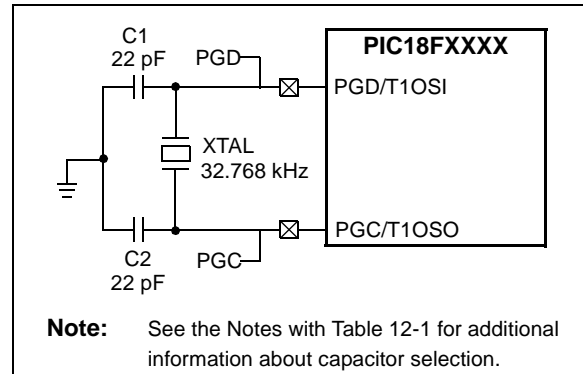 C1
22 pF
PGD
PIC18FXXXX
PGD/T1OSI
XTAL
32.768 kHz
PGC/T1OSO
C2
22 pF
PGC
Note: See the Notes with Table 12-1 for additional
information about capacitor selection.